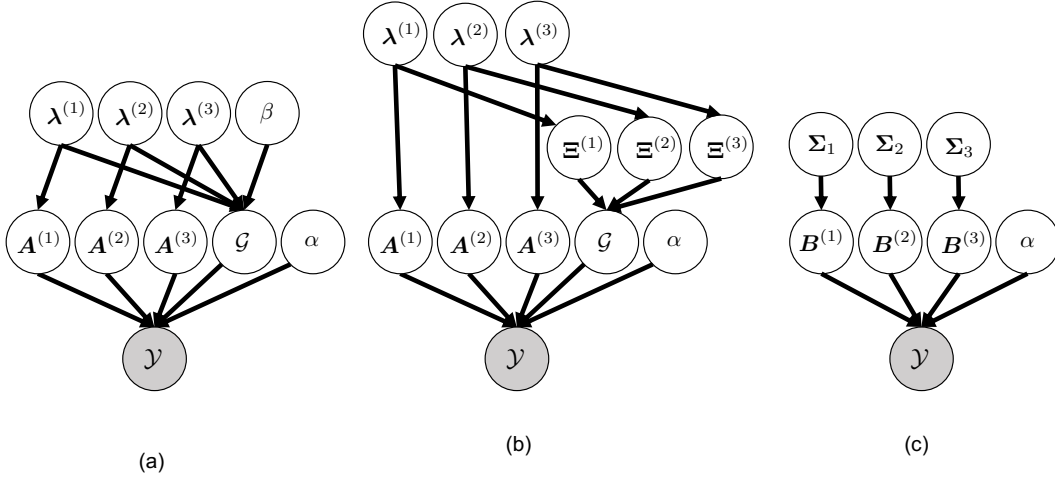 λ(1) λ(2) λ(3) β
A(1) A(2) A(3) G α
Y
(a)
λ(1) λ(2) λ(3)
Ξ(1) Ξ(2) Ξ(3)
A(1) A(2) A(3) G α
Y
(b)
Σ1 Σ2 Σ3
B(1) B(2) B(3) α
Y
(c)